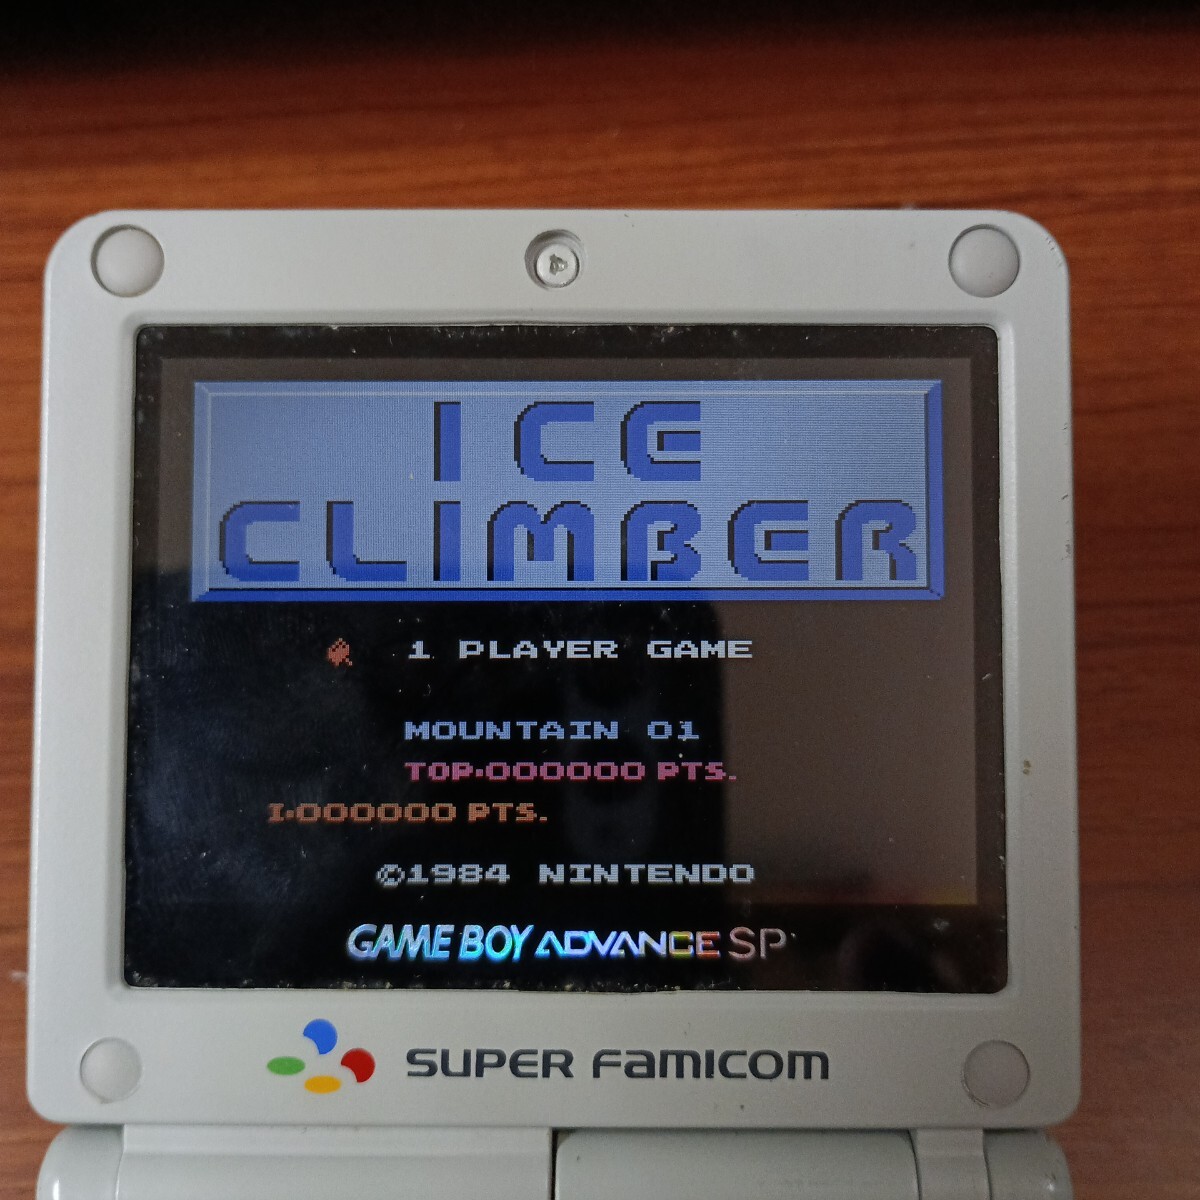 ICE
CLIMBER
1 PLAYER GAME
MOUNTAIN 01
TOP.000000 PTS.
I.000000 PTS.
©1984 NINTENDO
GAME BOY ADVANCE SP
SUPER FAMICOM